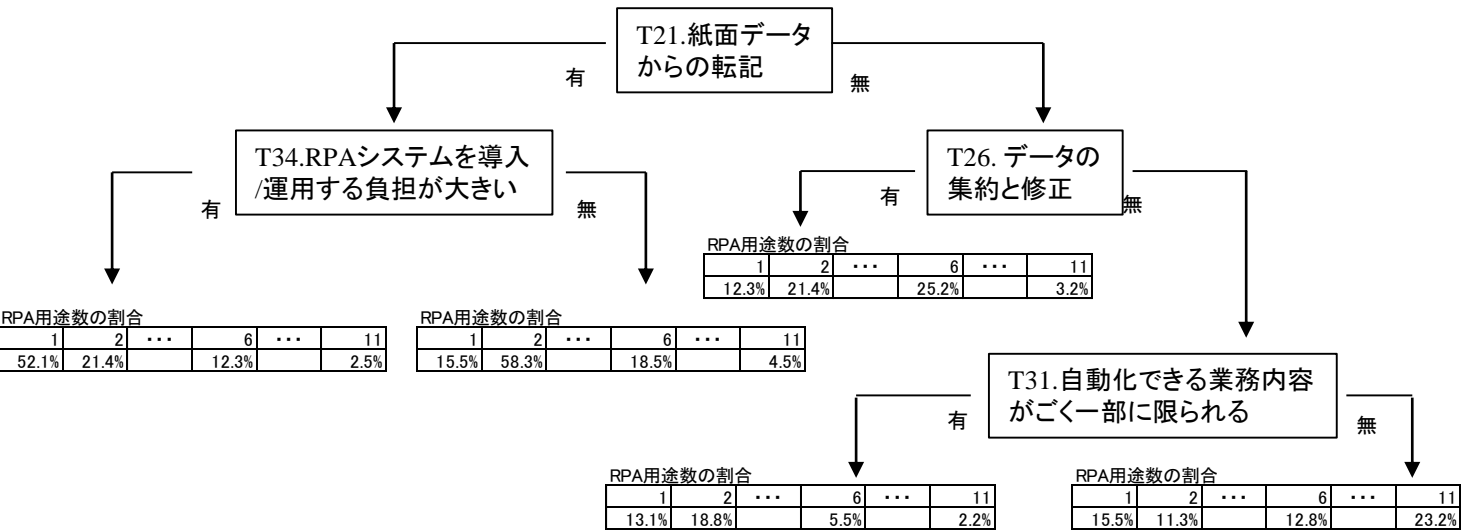 T21.紙面データ
からの転記
有
無
T34.RPAシステムを導入
/運用する負担が大きい
T26. データの
集約と修正
有
無
有
無
RPA用途数の割合
1 2 ・・・ 6 ・・・ 11
12.3% 21.4% 25.2% 3.2%
RPA用途数の割合
1 2 ・・・ 6 ・・・ 11
52.1% 21.4% 12.3% 2.5%
RPA用途数の割合
1 2 ・・・ 6 ・・・ 11
15.5% 58.3% 18.5% 4.5%
T31.自動化できる業務内容
がごく一部に限られる
有
無
RPA用途数の割合
1 2 ・・・ 6 ・・・ 11
13.1% 18.8% 5.5% 2.2%
RPA用途数の割合
1 2 ・・・ 6 ・・・ 11
15.5% 11.3% 12.8% 23.2%